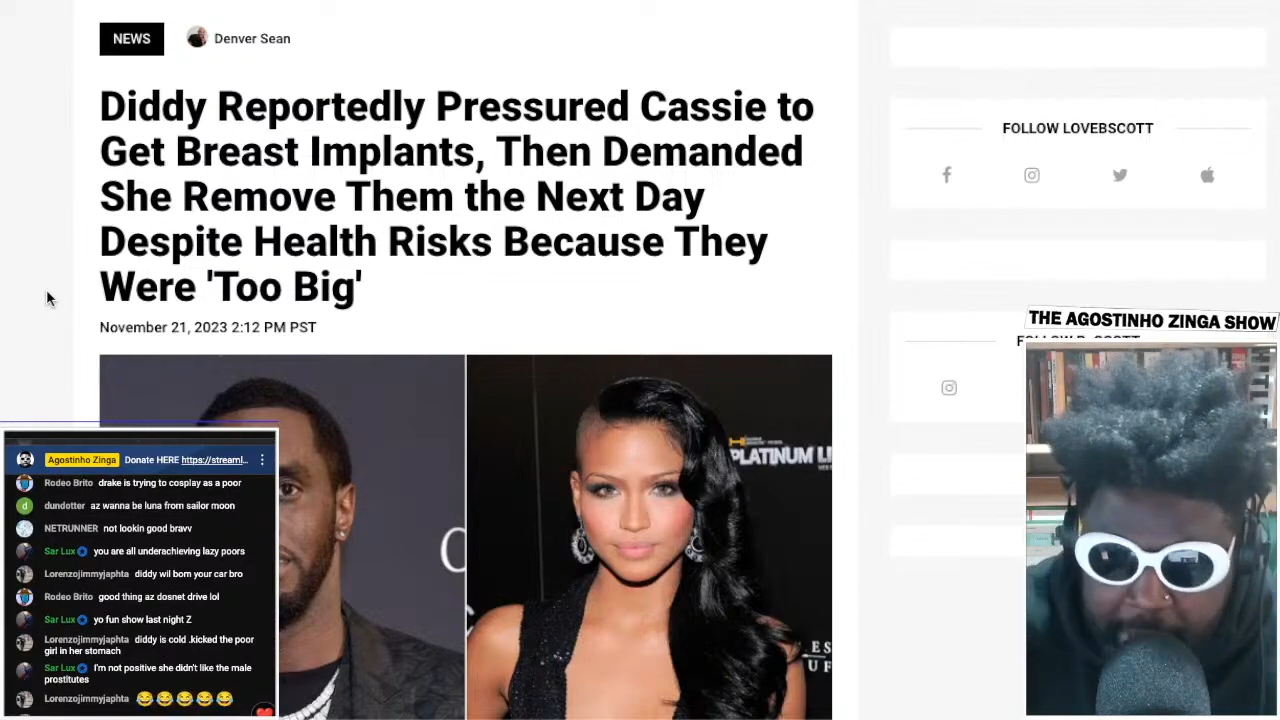 NEWS
Denver Sean
Diddy Reportedly Pressured Cassie to
Get Breast Implants, Then Demanded
She Remove Them the Next Day
Despite Health Risks Because They
Were 'Too Big'
November 21, 2023 2:12 PM PST
FOLLOW LOVEBSCOTT
THE AGOSTINHO ZINGA SHOW
PLATINUM
Agostinho Zinga Donate HERE https://streaml...
Rodeo Brito drake is trying to cosplay as a poor
dundotter az wanna be luna from sailor moon
NETRUNNER not lookin good bravv
Sar Lux you are all underachieving lazy poors
Lorenzojimmyjaphta diddy wil bom your car bro
Rodeo Brito good thing az dosnet drive lol
Sar Lux yo fun show last night Z
Lorenzojimmyjaphta diddy is cold .kicked the poor
girl in her stomach
Sar Lux I'm not positive she didn't like the male
prostitutes
Lorenzojimmyjaphta 😂😂😂😂😂